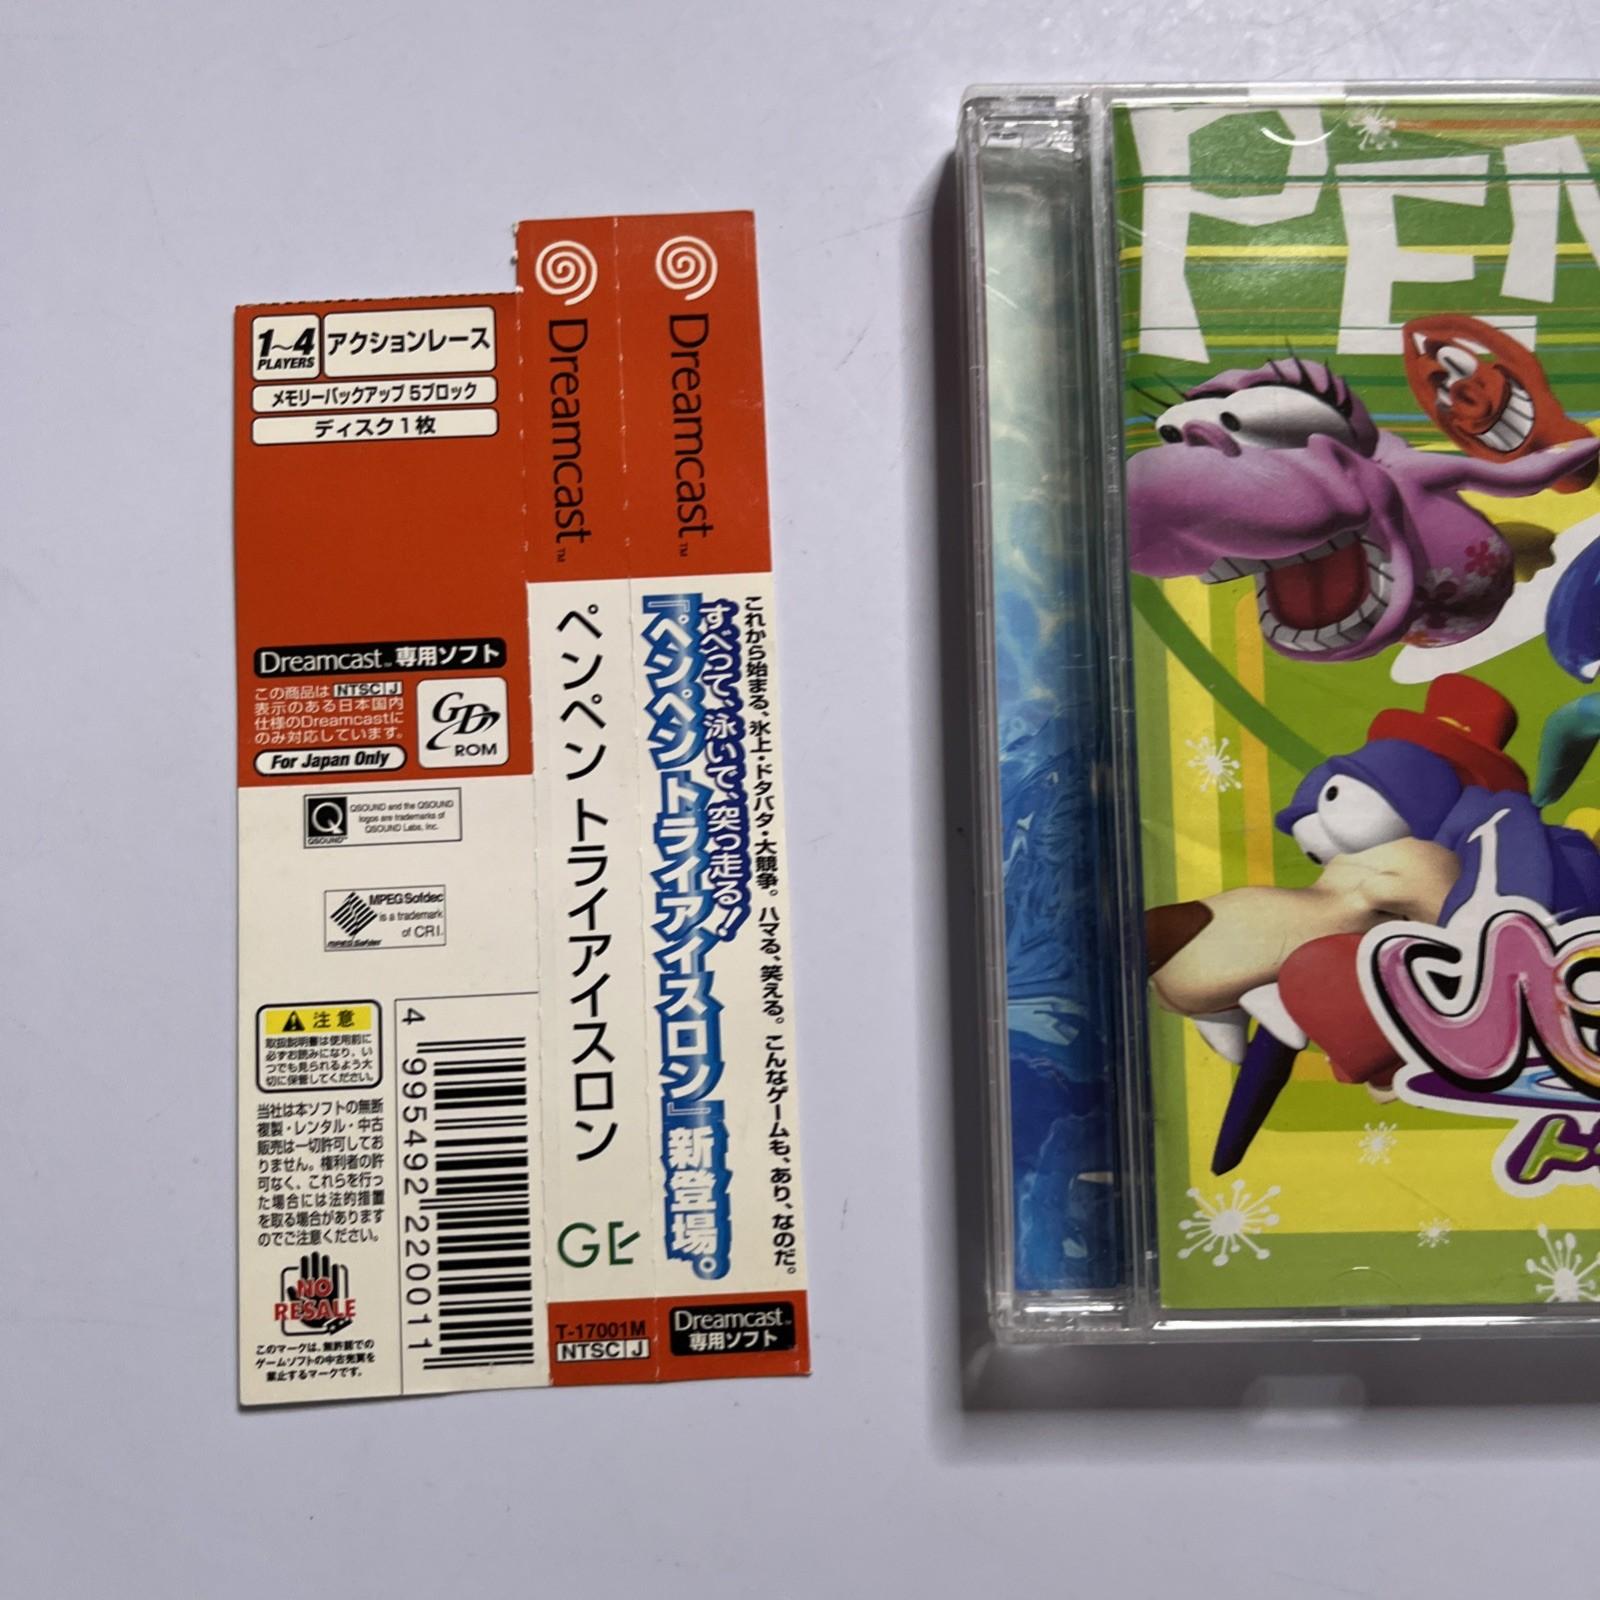 1~4
PLAYERS
アクションレース
メモリーバックアップ 5ブロック
ディスク1枚
Dreamcast™ 専用ソフト
この商品は NTSC J
表示のある日本国内
仕様のDreamcastに
のみ対応しています。
For Japan Only
GD
ROM
Q
QSOUND™
QSOUND and the QSOUND
logos are trademarks of
QSOUND Labs, Inc.
MPEG Sofdec
is a trademark
of CRI.
MPEG Sofdec
注意
取扱説明書は使用前に
必ずお読みになり、い
つでも見られるよう大
切に保管してください。
当社は本ソフトの無断
複製・レンタル・中古
販売は一切許可してお
りません。権利者の許
可なく、これらを行っ
た場合には法的措置
を取る場合があります
のでご注意ください。
NO
RESALE
このマークは、無許諾での
ゲームソフトの中古売買を
禁止するマークです。
4 995492 220011
Dreamcast™
ペンペン トライアイスロン
GE
T-17001M
NTSC J
Dreamcast™
これから始まる、氷上・ドタバタ・大競争。 ハマる、笑える。こんなゲームも、あり、なのだ。
すべって、泳いで、突っ走る!
『ペンペントライアイスロン』新登場。
Dreamcast™
専用ソフト
PEN